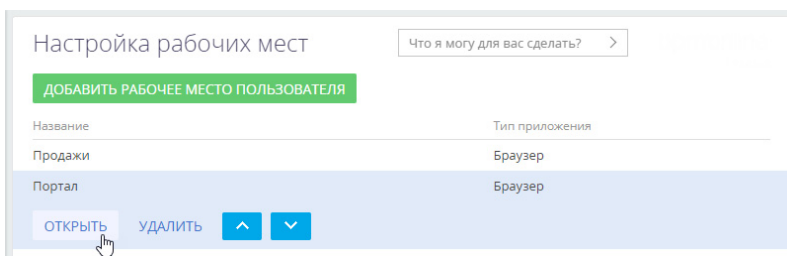 Настройка рабочих мест
Что я могу для вас сделать?
ДОБАВИТЬ РАБОЧЕЕ МЕСТО ПОЛЬЗОВАТЕЛЯ
Название Тип приложения
Продажи Браузер
Портал Браузер
ОТКРЫТЬ УДАЛИТЬ